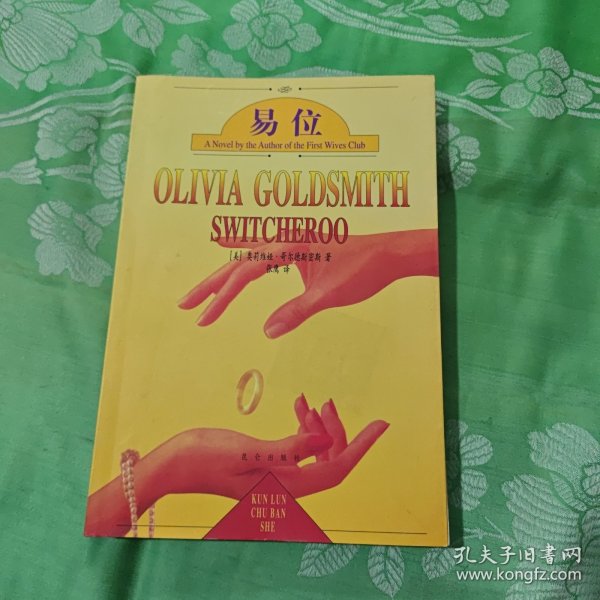 易位
A Novel by the Author of the First Wives Club
OLIVIA GOLDSMITH
SWITCHEROO
[美] 奥莉维娅·哥尔德斯密斯 著
张鹰 译
昆仑出版社
KUN LUN
CHU BAN
SHE
孔夫子旧书网
www.kongfz.com